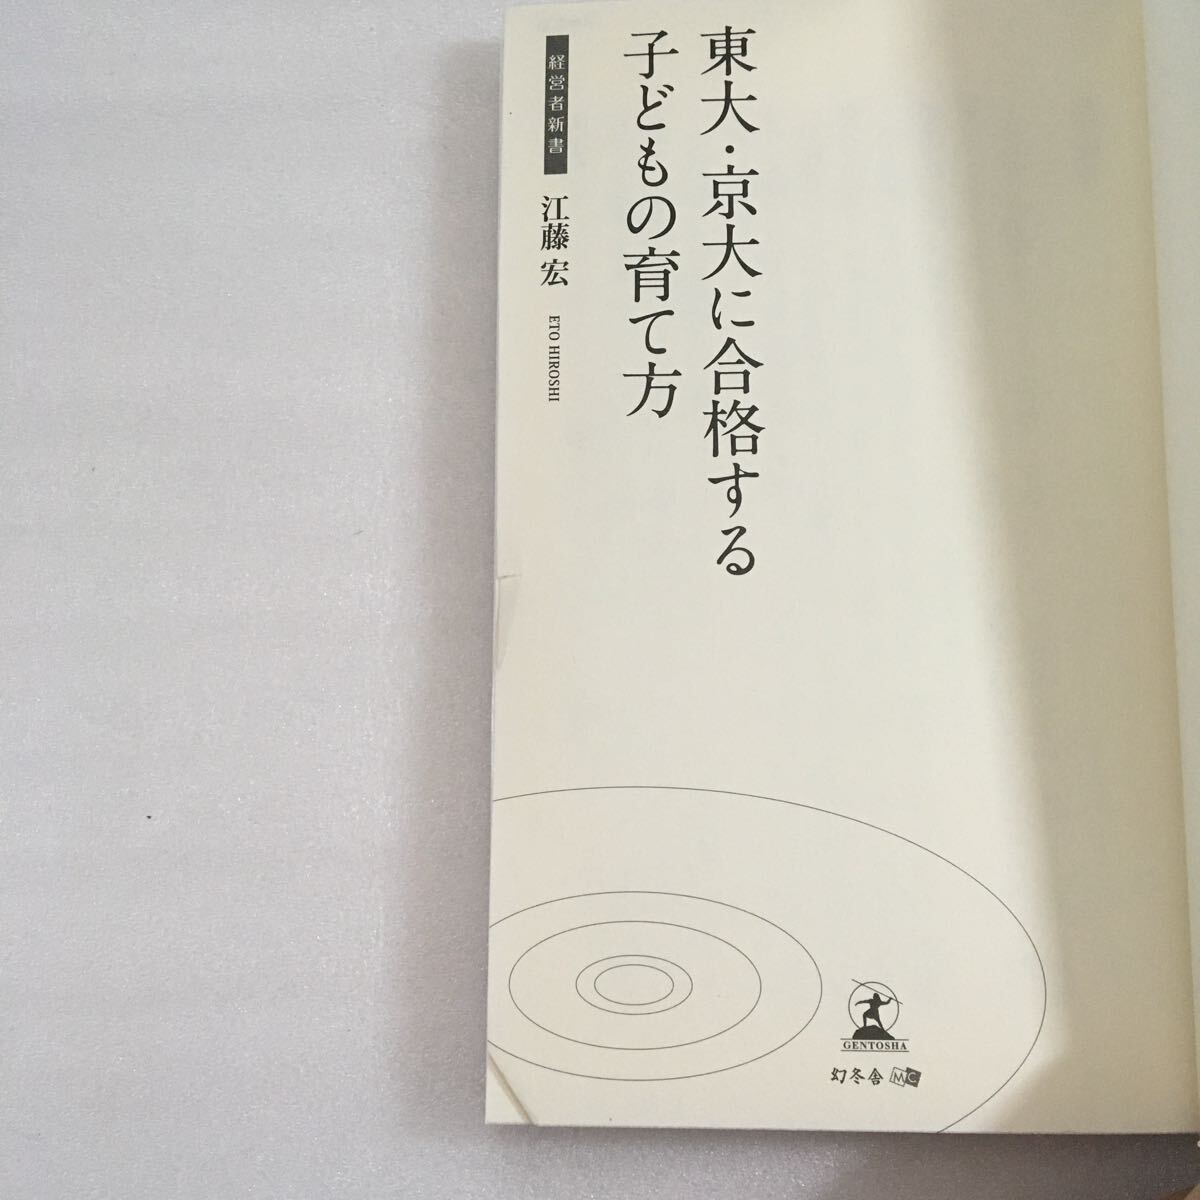 東大・京大に合格する
子どもの育て方
経営者新書
江藤 宏
ETO HIROSHI
GENTOSHA
幻冬舎 MC